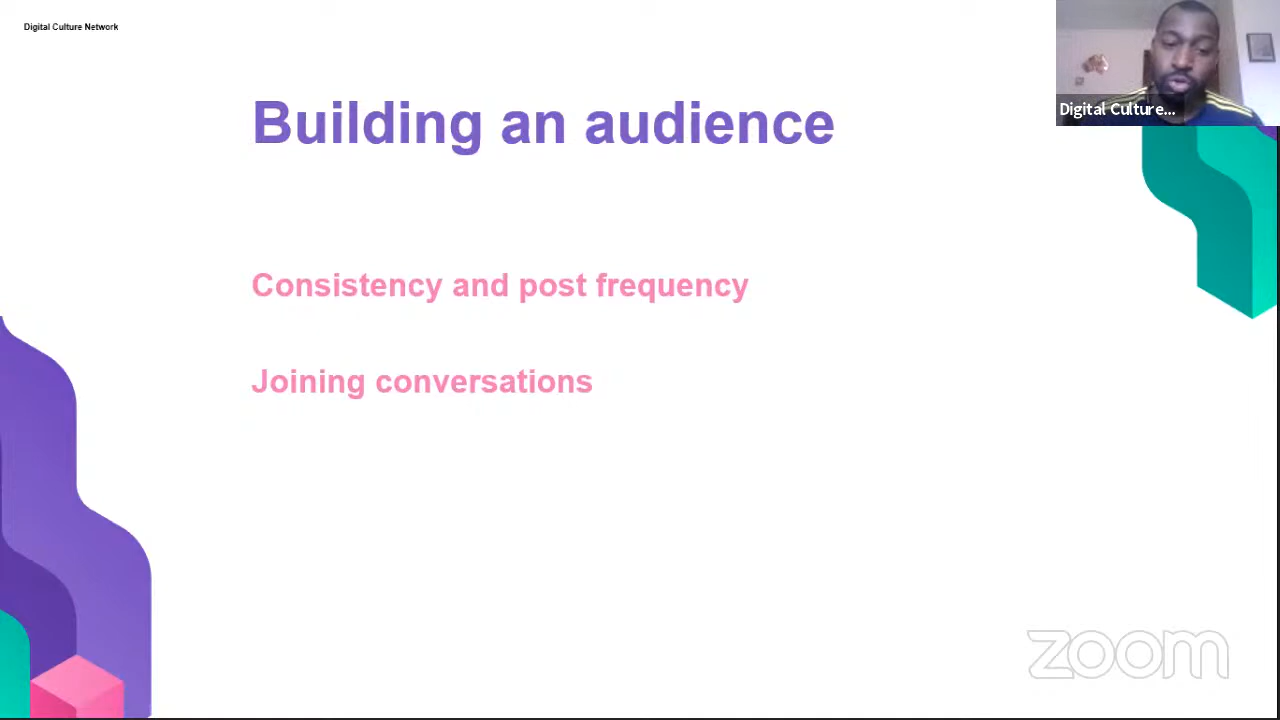 Digital Culture Network
Digital Culture...
Building an audience
Consistency and post frequency
Joining conversations
zoom